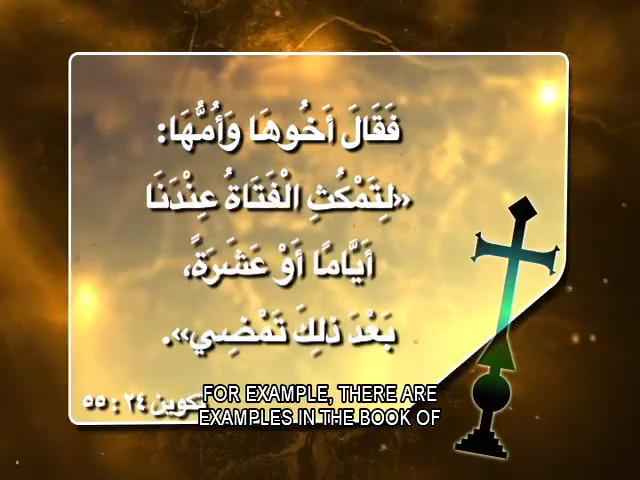 فَقَالَ أَخُوهَا وَأُمُّهَا:
«لِتَمْكُثِ الْفَتَاةُ عِنْدَنَا
أَيَّامًا أَوْ عَشَرَةً،
بَعْدَ ذلِكَ تَمْضِي».
تكوين ٢٤ : ٥٥
FOR EXAMPLE, THERE ARE
EXAMPLES IN THE BOOK OF